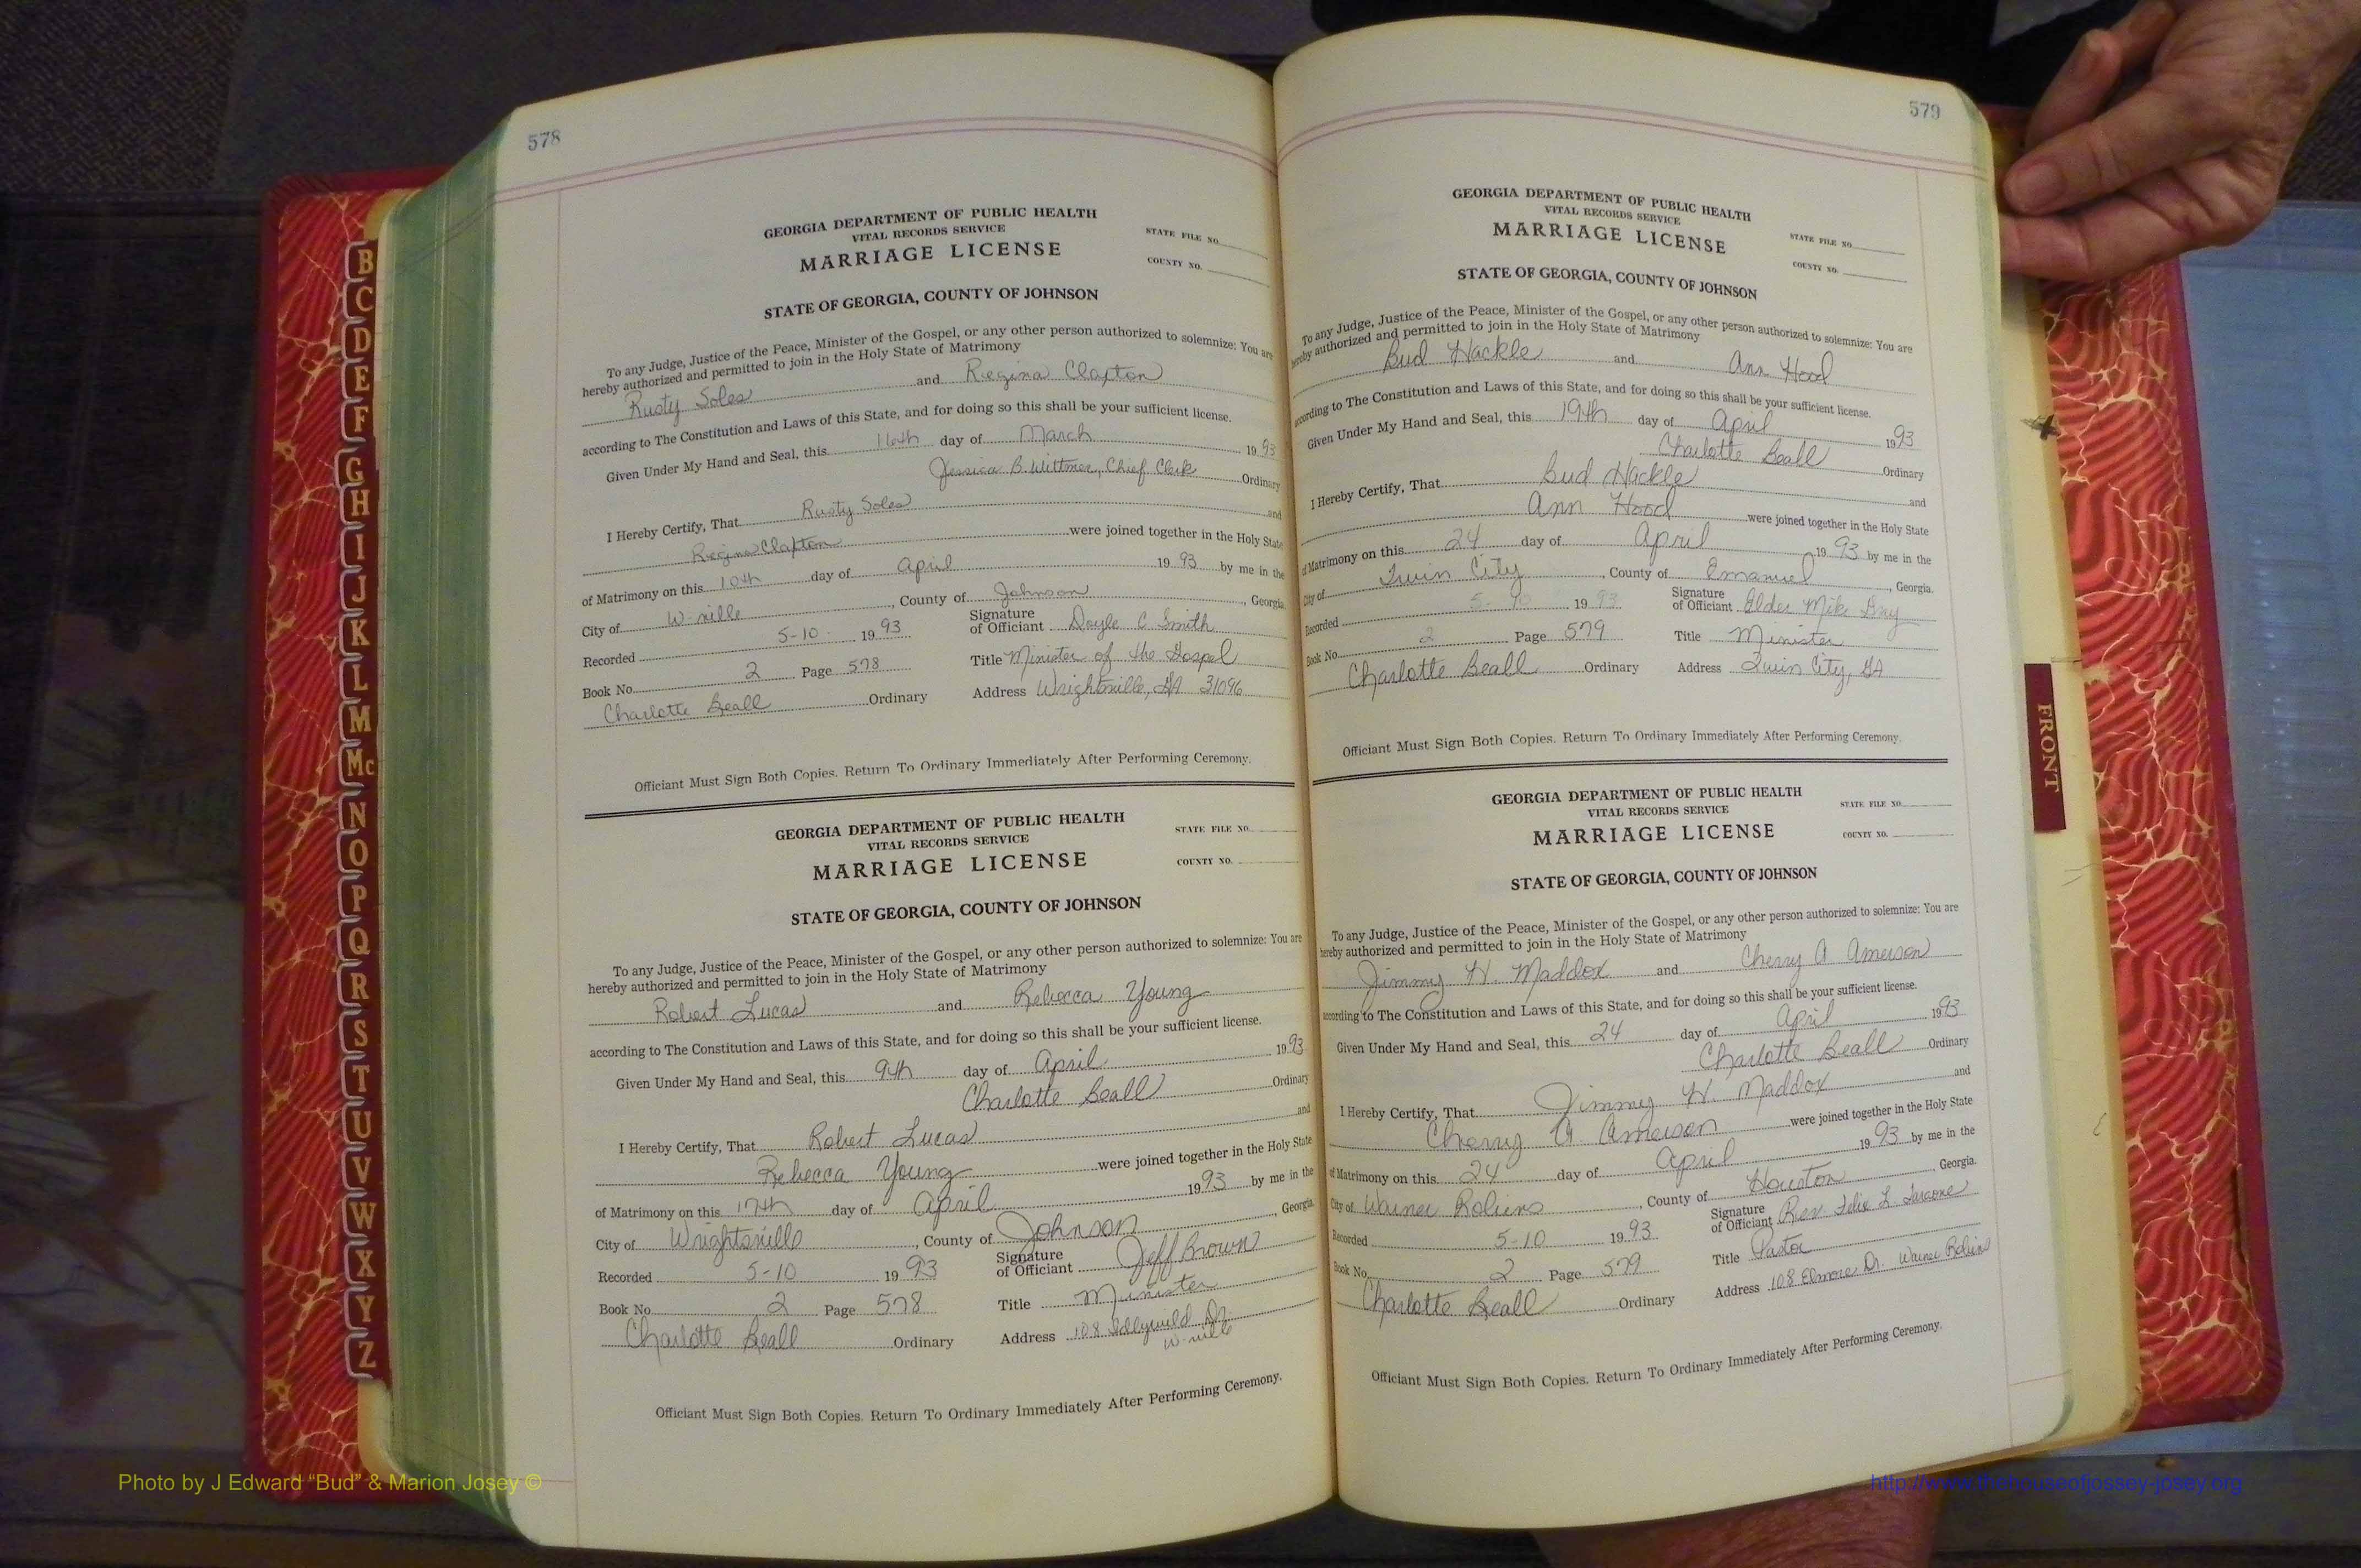 578
GEORGIA DEPARTMENT OF PUBLIC HEALTH
VITAL RECORDS SERVICE
MARRIAGE LICENSE
STATE FILE NO.
COUNTY NO.
STATE OF GEORGIA, COUNTY OF JOHNSON
To any Judge, Justice of the Peace, Minister of the Gospel, or any other person authorized to solemnize: You are
hereby authorized and permitted to join in the Holy State of Matrimony
Rusty Soles and Regina Claxton
according to The Constitution and Laws of this State, and for doing so this shall be your sufficient license.
Given Under My Hand and Seal, this 16th day of March 1993
Jessica B. Wittmer, Chief Clerk Ordinary
I Hereby Certify, That Rusty Soles and
Regina Claxton were joined together in the Holy State
of Matrimony on this 10th day of April 1993 by me in the
City of W-ville, County of Johnson, Georgia
Recorded 5-10 1993 Signature of Officiant Doyle C Smith
Book No. 2 Page 578 Title Minister of the Gospel
Charlotte Beall Ordinary Address Wrightsville, GA 31096
Officiant Must Sign Both Copies. Return To Ordinary Immediately After Performing Ceremony.
GEORGIA DEPARTMENT OF PUBLIC HEALTH
VITAL RECORDS SERVICE
MARRIAGE LICENSE
STATE FILE NO.
COUNTY NO.
STATE OF GEORGIA, COUNTY OF JOHNSON
To any Judge, Justice of the Peace, Minister of the Gospel, or any other person authorized to solemnize: You are
hereby authorized and permitted to join in the Holy State of Matrimony
Robert Lucas and Rebecca Young
according to The Constitution and Laws of this State, and for doing so this shall be your sufficient license.
Given Under My Hand and Seal, this 9th day of April 1993
Charlotte Beall Ordinary
I Hereby Certify, That Robert Lucas and
Rebecca Young were joined together in the Holy State
of Matrimony on this 17th day of April 1993 by me in the
City of Wrightsville, County of Johnson, Georgia
Recorded 5-10 1993 Signature of Officiant Jeff Brown
Book No. 2 Page 578 Title Minister
Charlotte Beall Ordinary Address 108 Idlywild Dr.
W-ville
Officiant Must Sign Both Copies. Return To Ordinary Immediately After Performing Ceremony.
579
GEORGIA DEPARTMENT OF PUBLIC HEALTH
VITAL RECORDS SERVICE
MARRIAGE LICENSE
STATE FILE NO.
COUNTY NO.
STATE OF GEORGIA, COUNTY OF JOHNSON
To any Judge, Justice of the Peace, Minister of the Gospel, or any other person authorized to solemnize: You are
hereby authorized and permitted to join in the Holy State of Matrimony
Bud Hackle and Ann Hood
according to The Constitution and Laws of this State, and for doing so this shall be your sufficient license.
Given Under My Hand and Seal, this 19th day of April 1993
Charlotte Beall Ordinary
I Hereby Certify, That Bud Hackle and
Ann Hood were joined together in the Holy State
of Matrimony on this 24 day of April 1993 by me in the
City of Twin City, County of Emanuel, Georgia.
Recorded 5-10 1993 Signature of Officiant Elder Mike
Book No. 2 Page 579 Title Minister
Charlotte Beall Ordinary Address Twin City, GA
Officiant Must Sign Both Copies. Return To Ordinary Immediately After Performing Ceremony.
GEORGIA DEPARTMENT OF PUBLIC HEALTH
VITAL RECORDS SERVICE
MARRIAGE LICENSE
STATE FILE NO.
COUNTY NO.
STATE OF GEORGIA, COUNTY OF JOHNSON
To any Judge, Justice of the Peace, Minister of the Gospel, or any other person authorized to solemnize: You are
hereby authorized and permitted to join in the Holy State of Matrimony
Jimmy H. Maddox and Cherry A Amerson
according to The Constitution and Laws of this State, and for doing so this shall be your sufficient license.
Given Under My Hand and Seal, this 24 day of April 1993
Charlotte Beall Ordinary
I Hereby Certify, That Jimmy H. Maddox and
Cherry A. Amerson were joined together in the Holy State
of Matrimony on this 24 day of April 1993 by me in the
City of Warner Robins, County of Houston, Georgia.
Recorded 5-10 1993 Signature of Officiant Rev. Felix L.
Book No. 2 Page 579 Title Pastor
Charlotte Beall Ordinary Address 108 Elmore Dr. Warner Robins
Officiant Must Sign Both Copies. Return To Ordinary Immediately After Performing Ceremony.
B
C
D
E
F
G
H
I
J
K
L
M
Mc
N
O
P
Q
R
S
T
U
V
W
X
Y
Z
FRONT
Photo by J Edward “Bud” & Marion Josey ©
http://www.thehouseofjossey-josey.org